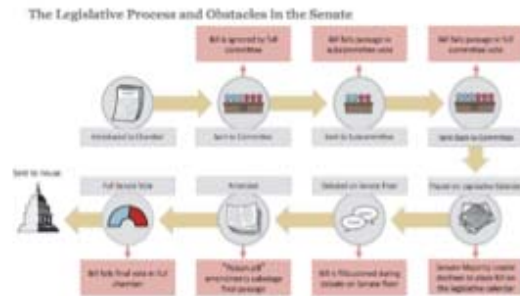 The Legislative Process and Obstacles in the Senate
Bill is ignored by full
committee
Bill fails passage in
subcommittee vote
Bill fails passage in full
committee vote
Introduced to Chamber
Sent to Committee
Sent to Subcommittee
Sent Back to Committee
Sent to House
Full Senate Vote
Amended
Debated on Senate Floor
Placed on Legislative Calendar
Bill fails final vote in full
chamber
"Poison pill"
amendments sabotage
final passage
Bill is filibustered during
debate on Senate floor
Senate Majority Leader
declines to place bill on
the legislative calendar